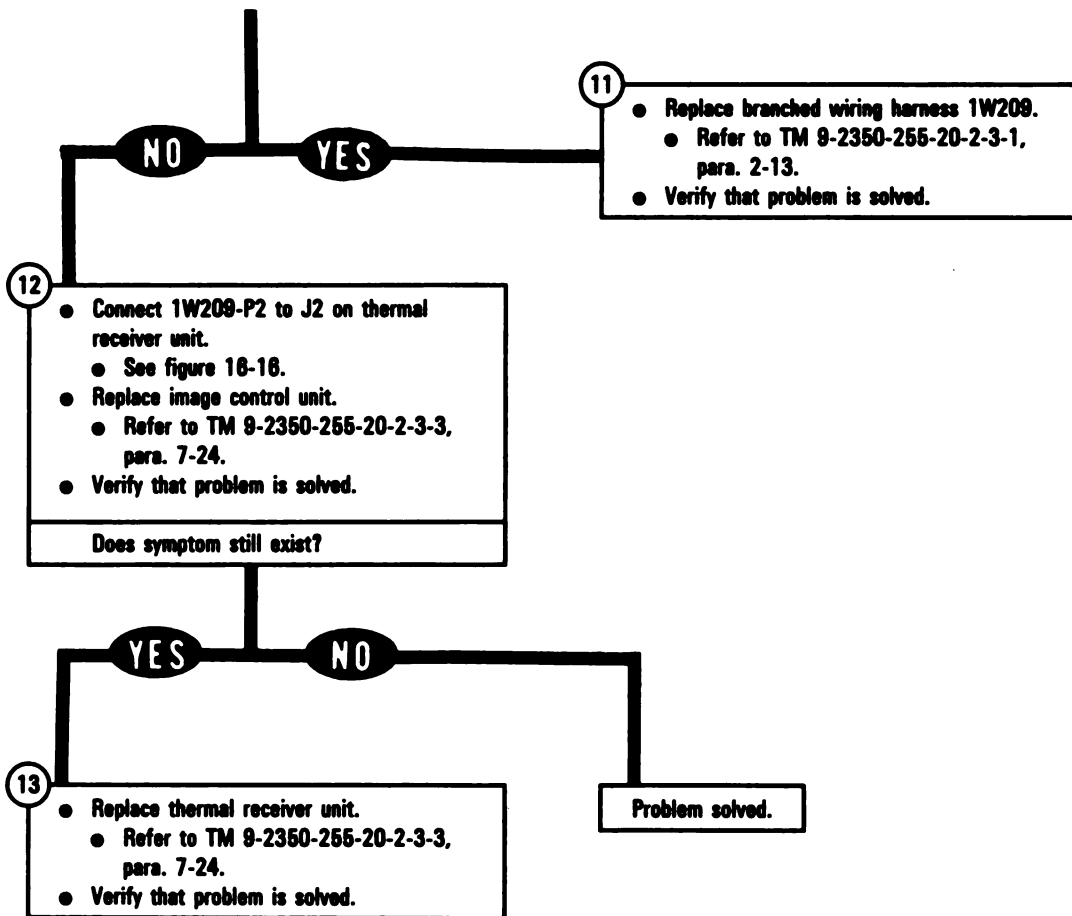 NO
YES
11
● Replace branched wiring harness 1W209.
● Refer to TM 9-2350-255-20-2-3-1,
para. 2-13.
● Verify that problem is solved.
12
● Connect 1W209-P2 to J2 on thermal
receiver unit.
● See figure 16-16.
● Replace image control unit.
● Refer to TM 9-2350-255-20-2-3-3,
para. 7-24.
● Verify that problem is solved.
Does symptom still exist?
YES
NO
13
● Replace thermal receiver unit.
● Refer to TM 9-2350-255-20-2-3-3,
para. 7-24.
● Verify that problem is solved.
Problem solved.